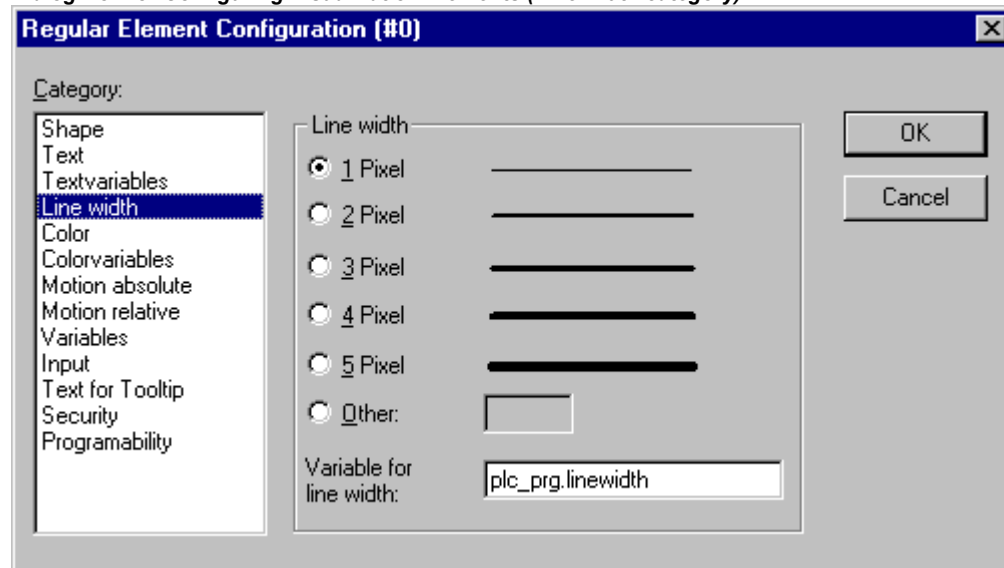 Regular Element Configuration (#0)
Category:
Shape
Text
Textvariables
Line width
Color
Colorvariables
Motion absolute
Motion relative
Variables
Input
Text for Tooltip
Security
Programability
Line width
1 Pixel
2 Pixel
3 Pixel
4 Pixel
5 Pixel
Other:
Variable for
line width:
plc_prg.linewidth
OK
Cancel